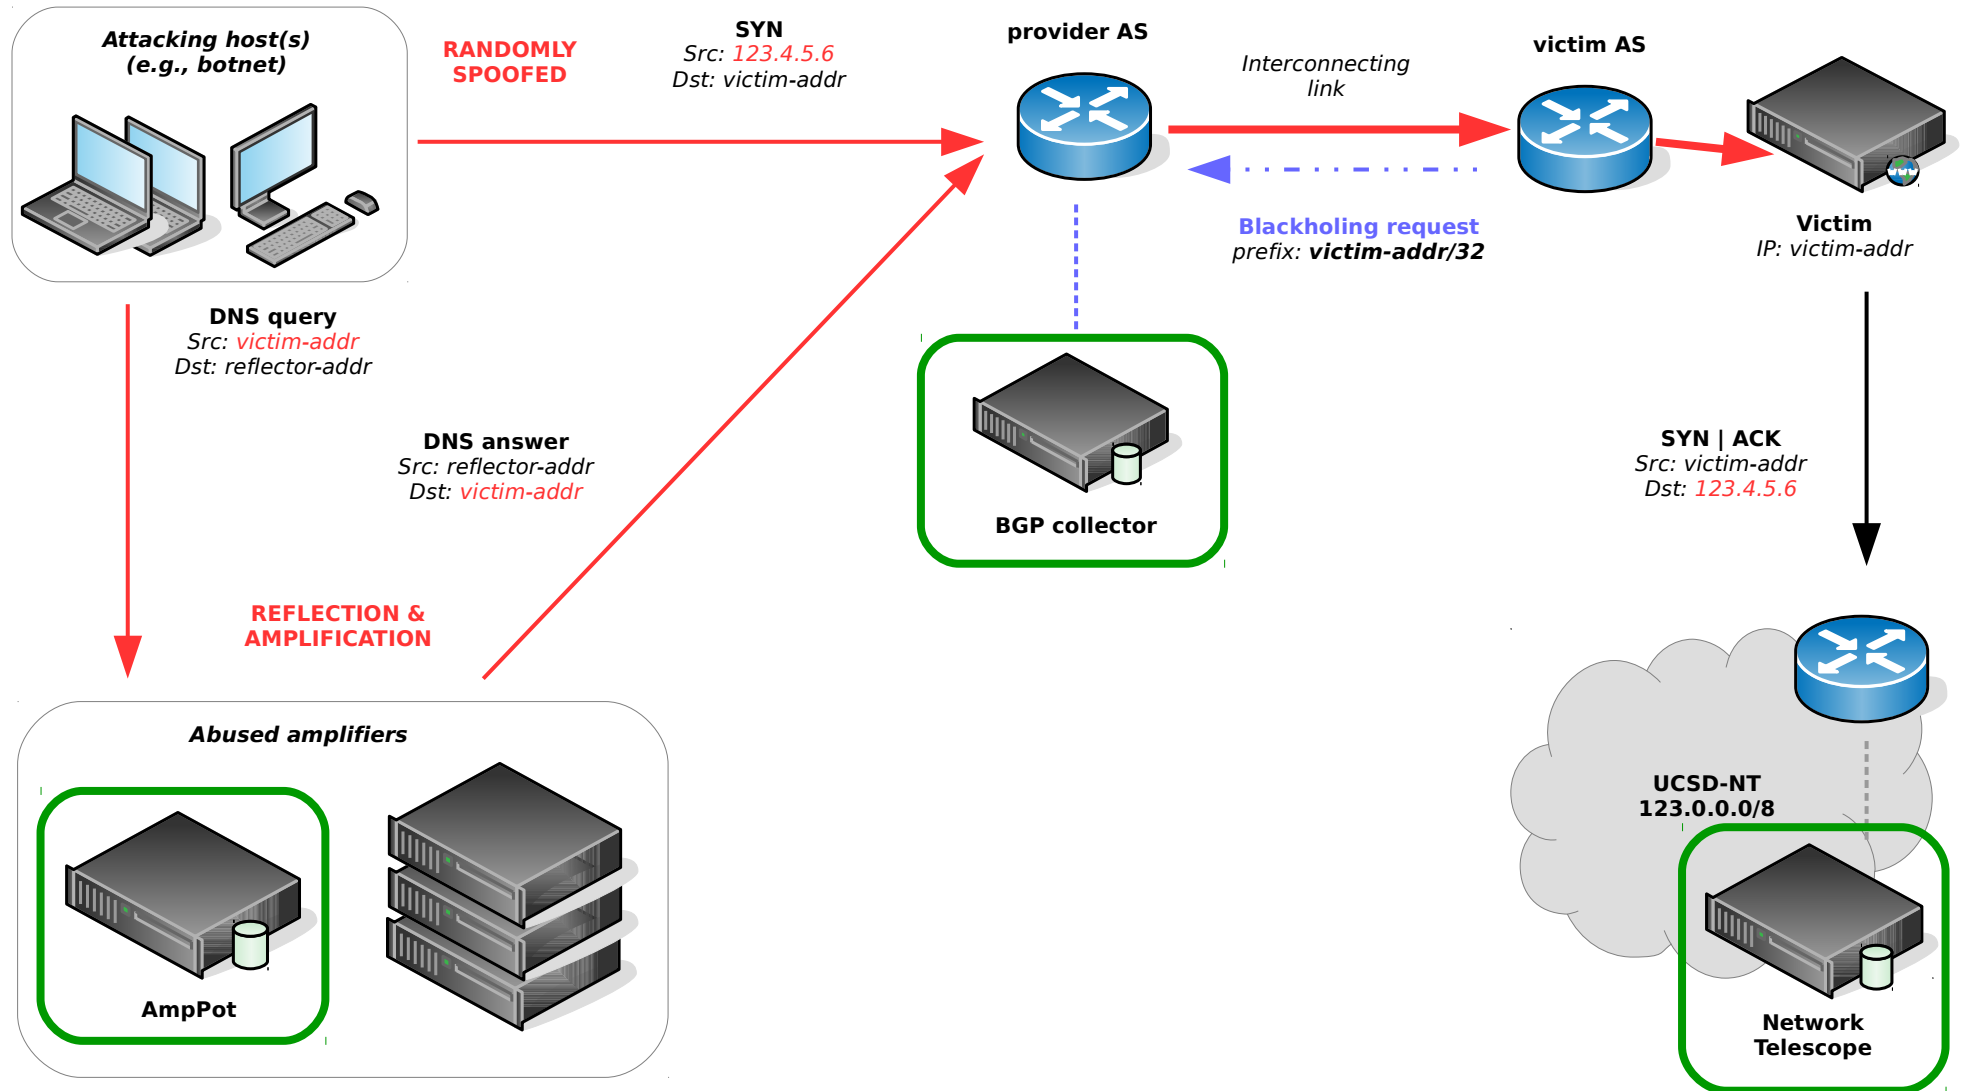 Attacking host(s)
(e.g., botnet)
RANDOMLY
SPOOFED
SYN
Src: 123.4.5.6
Dst: victim-addr
provider AS
Interconnecting
link
victim AS
Blackholing request
prefix: victim-addr/32
Victim
IP: victim-addr
DNS query
Src: victim-addr
Dst: reflector-addr
DNS answer
Src: reflector-addr
Dst: victim-addr
BGP collector
SYN | ACK
Src: victim-addr
Dst: 123.4.5.6
REFLECTION &
AMPLIFICATION
Abused amplifiers
AmpPot
UCSD-NT
123.0.0.0/8
Network
Telescope